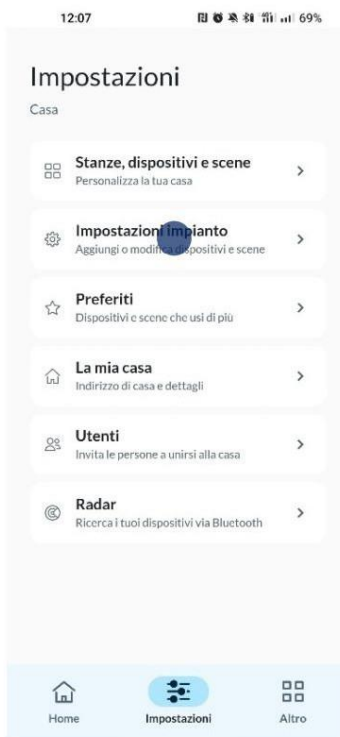 12:07
69%
Impostazioni
Casa
Stanze, dispositivi e scene
Personalizza la tua casa
Impostazioni impianto
Aggiungi o modifica dispositivi e scene
Preferiti
Dispositivi e scene che usi di più
La mia casa
Indirizzo di casa e dettagli
Utenti
Invita le persone a unirsi alla casa
Radar
Ricerca i tuoi dispositivi via Bluetooth
Home
Impostazioni
Altro